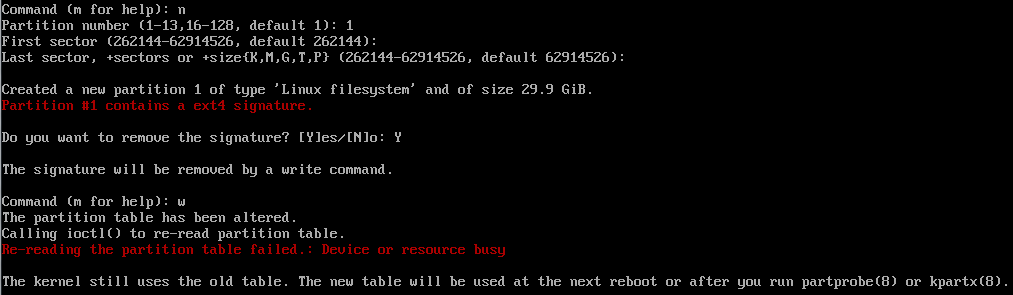 Command (m for help): n
Partition number (1-13,16-128, default 1): 1
First sector (262144-62914526, default 262144):
Last sector, +sectors or +size{K,M,G,T,P} (262144-62914526, default 62914526):
Created a new partition 1 of type 'Linux filesystem' and of size 29.9 GiB.
Partition #1 contains a ext4 signature.
Do you want to remove the signature? [Y]es/[N]o: Y
The signature will be removed by a write command.
Command (m for help): w
The partition table has been altered.
Calling ioctl() to re-read partition table.
Re-reading the partition table failed.: Device or resource busy
The kernel still uses the old table. The new table will be used at the next reboot or after you run partprobe(8) or kpartx(8).